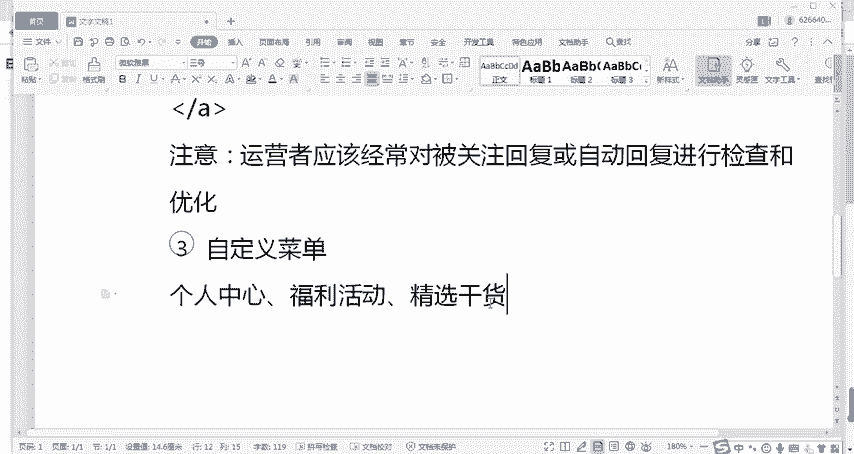 首页 文字文稿1 626640...
文件 开始 插入 页面布局 引用 审阅 视图 章节 安全 开发工具 特色应用 文档助手 查找 分享
粘贴 剪切 复制 格式刷 微软雅黑 三号 AaBbCcDd 正文 AaBb 标题 1 AaBb( 标题 2 AaBbC 标题 3 新样式 文档助手 灵感匣 文字工具
</a>
注意：运营者应该经常对被关注回复或自动回复进行检查和
优化
③ 自定义菜单
个人中心、福利活动、精选干货
页码: 1 页面: 1/1 节: 1/1 设置值: 14.6厘米 行: 12 列: 15 字数: 119 拼写检查 文档校对 文档未保护 180% 中